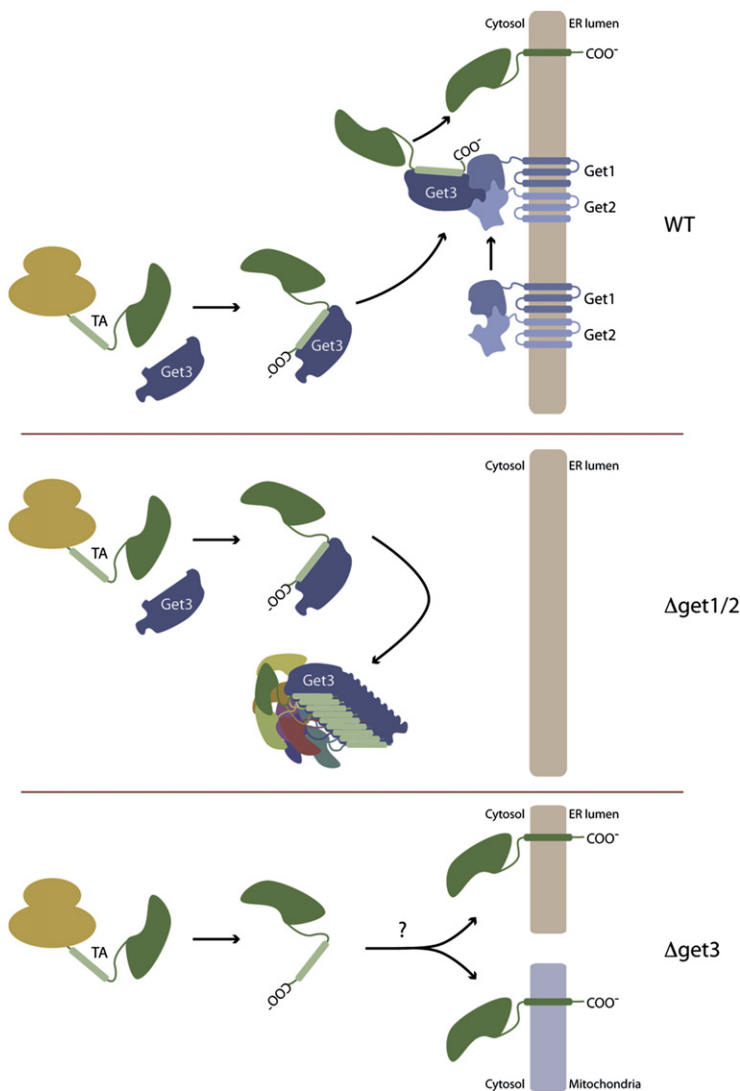 Cytosol ER lumen
COO⁻
COO⁻
Get3
Get1
Get2
WT
TA
Get3
Get3
COO⁻
Get1
Get2
Cytosol ER lumen
TA
Get3
COO⁻
Δget1/2
Get3
Cytosol ER lumen
COO⁻
TA
COO⁻
?
Δget3
COO⁻
Cytosol Mitochondria